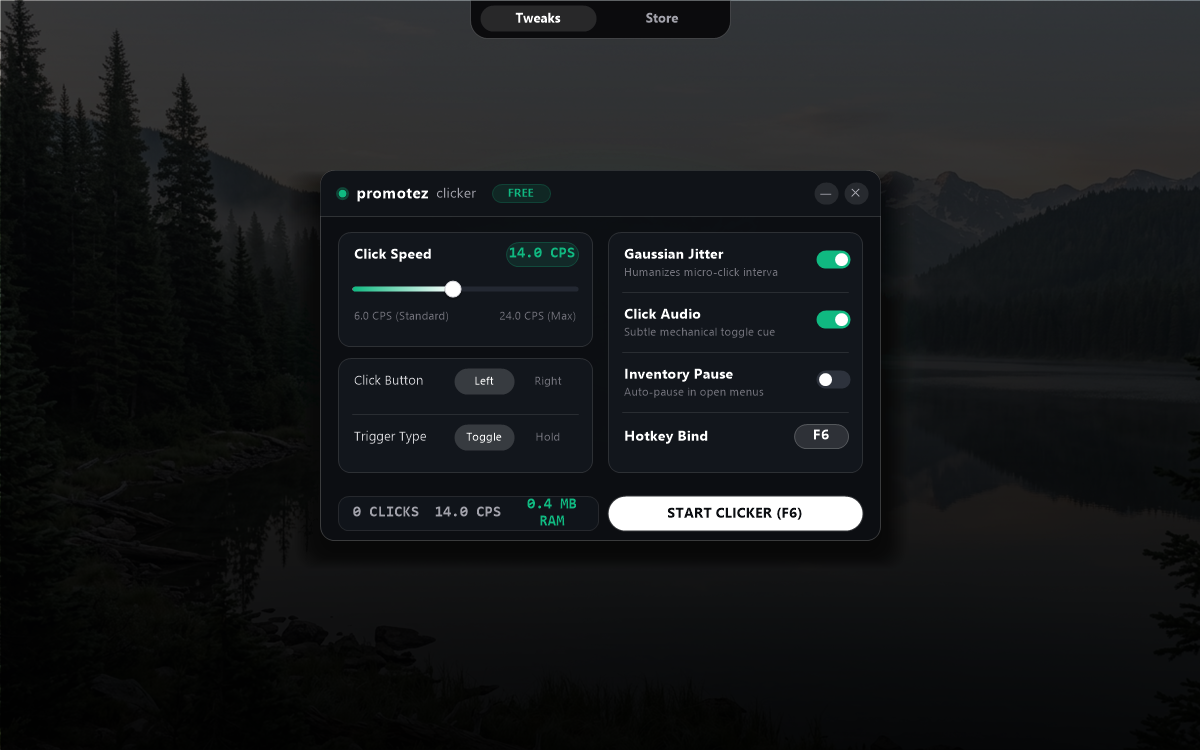 Tweaks Store
promotez clicker FREE
Click Speed 14.0 CPS
6.0 CPS (Standard) 24.0 CPS (Max)
Click Button Left Right
Trigger Type Toggle Hold
Gaussian Jitter
Humanizes micro-click interva
Click Audio
Subtle mechanical toggle cue
Inventory Pause
Auto-pause in open menus
Hotkey Bind F6
0 CLICKS 14.0 CPS 0.4 MB
RAM
START CLICKER (F6)